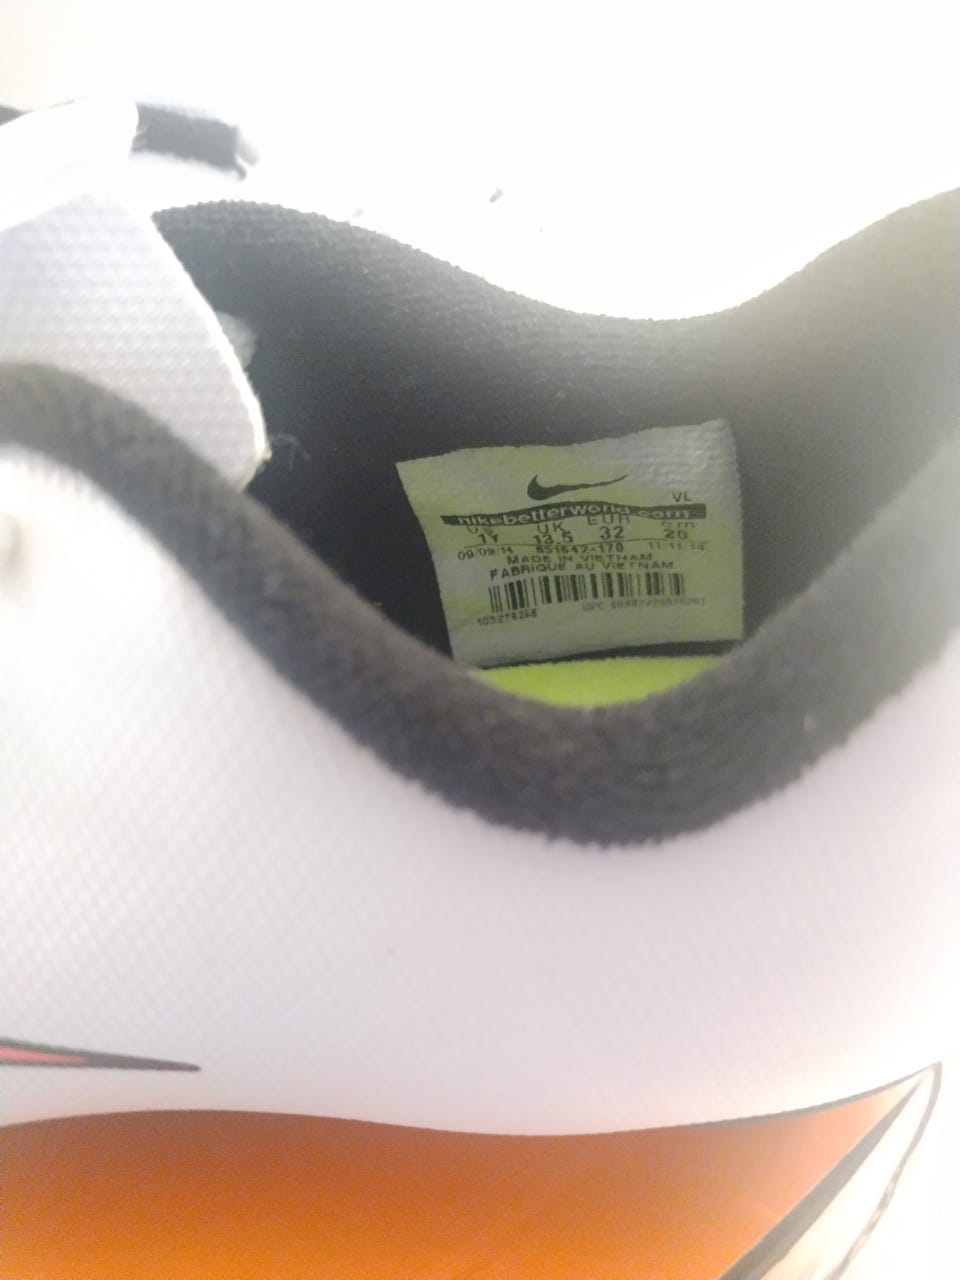 VL
nikebetterworld.com
US UK EUR cm
1Y 13.5 32 20
09/09/14 651642-170 11/11/14
MADE IN VIETNAM
FABRIQUE AU VIETNAM
UPC